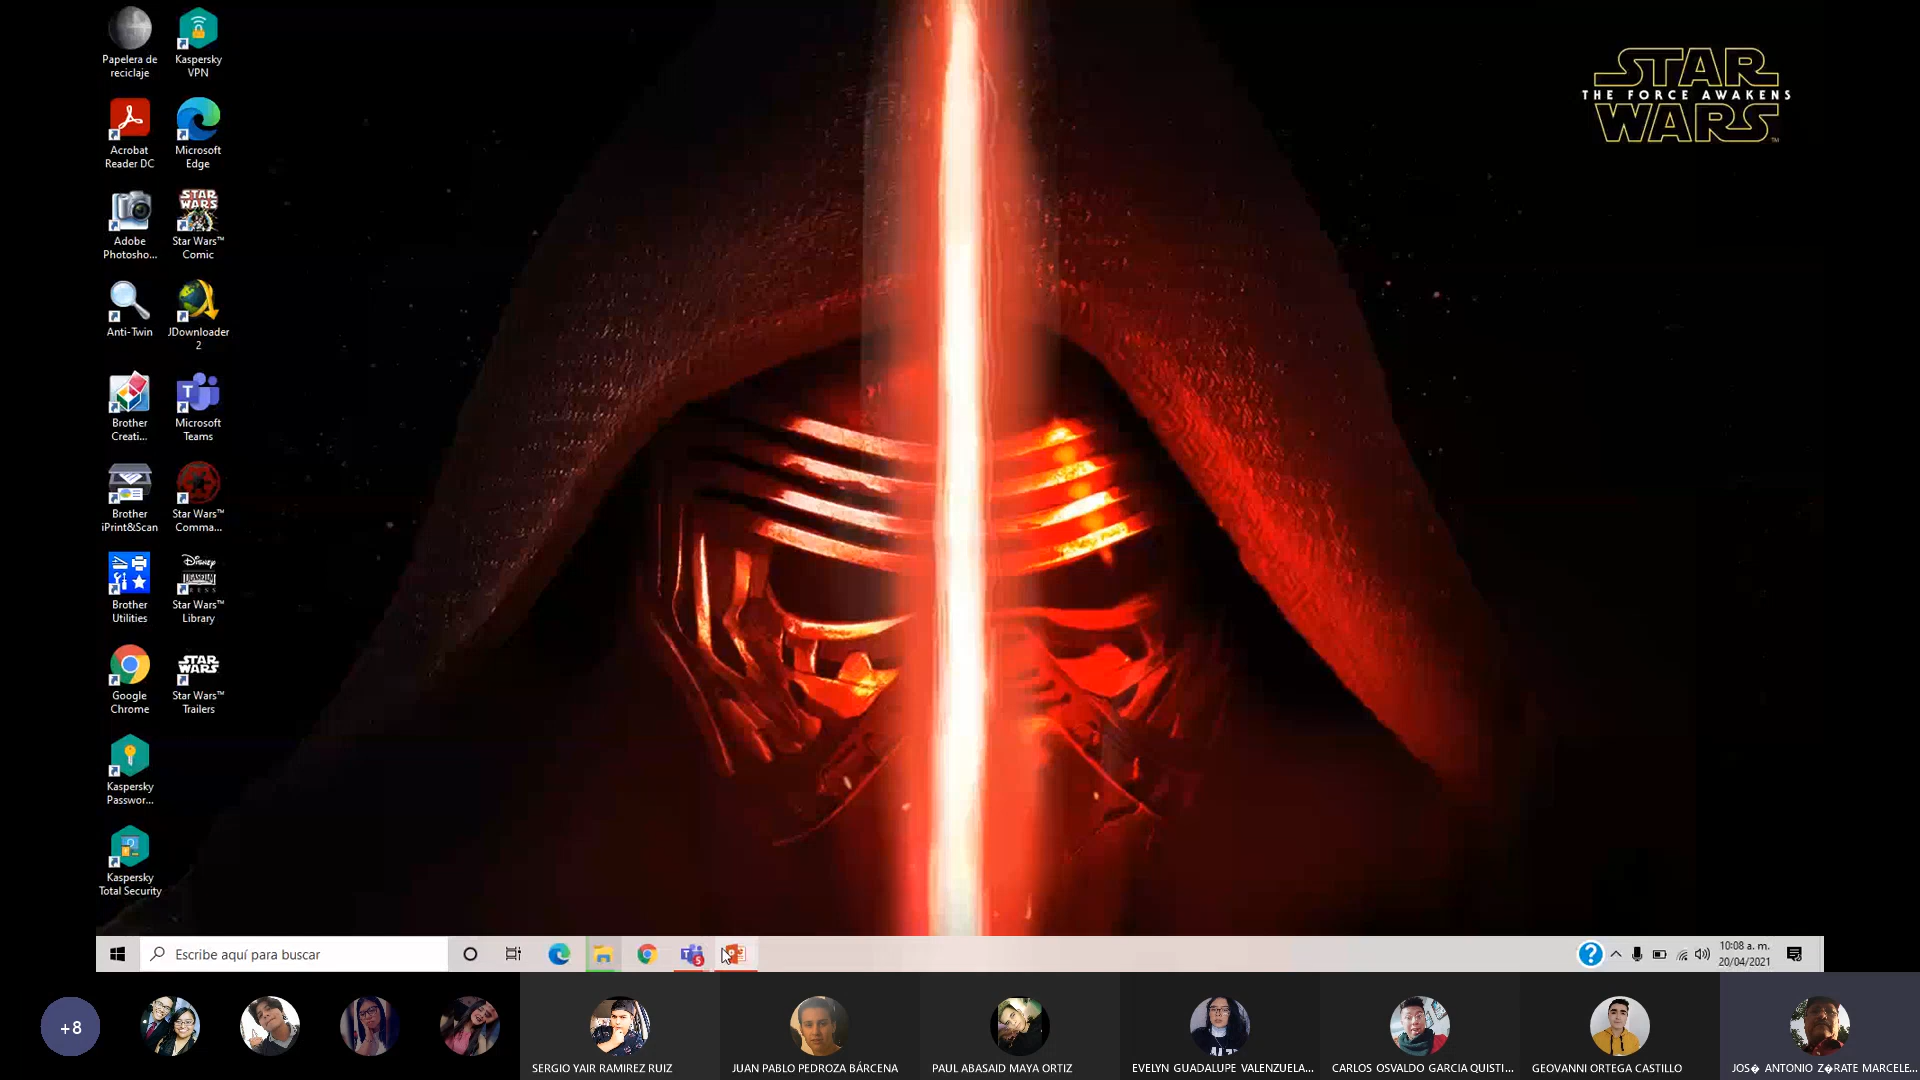 Papelera de
reciclaje
Kaspersky
VPN
STAR
THE FORCE AWAKENS
WARS
Acrobat
Reader DC
Microsoft
Edge
STAR
WARS
Adobe
Photosho...
Star Wars™
Comic
Anti-Twin
JDownloader
2
T
Brother
Creati...
Microsoft
Teams
Brother
iPrint&Scan
Star Wars™
Comma...
Disney
LUCASFILM
PRESS
Brother
Utilities
Star Wars™
Library
STAR
WARS
Google
Chrome
Star Wars™
Trailers
Kaspersky
Passwor...
Kaspersky
Total Security
Escribe aquí para buscar
10:08 a. m.
20/04/2021
+8
SERGIO YAIR RAMIREZ RUIZ
JUAN PABLO PEDROZA BÁRCENA
PAUL ABASAID MAYA ORTIZ
EVELYN GUADALUPE VALENZUELA...
CARLOS OSVALDO GARCIA QUISTI...
GEOVANNI ORTEGA CASTILLO
JOS� ANTONIO Z�RATE MARCELE...